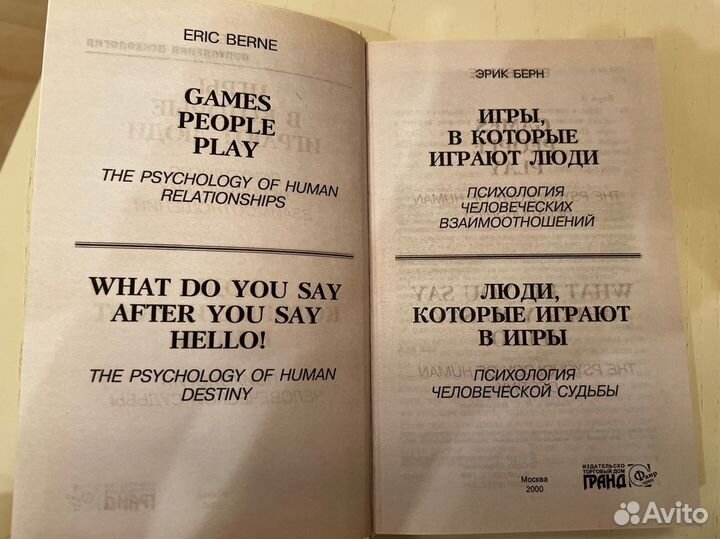 ERIC BERNE
GAMES
PEOPLE
PLAY
THE PSYCHOLOGY OF HUMAN
RELATIONSHIPS
WHAT DO YOU SAY
AFTER YOU SAY
HELLO!
THE PSYCHOLOGY OF HUMAN
DESTINY
ЭРИК БЕРН
ИГРЫ,
В КОТОРЫЕ
ИГРАЮТ ЛЮДИ
ПСИХОЛОГИЯ
ЧЕЛОВЕЧЕСКИХ
ВЗАИМООТНОШЕНИЙ
ЛЮДИ,
КОТОРЫЕ ИГРАЮТ
В ИГРЫ
ПСИХОЛОГИЯ
ЧЕЛОВЕЧЕСКОЙ СУДЬБЫ
Москва
2000
ИЗДАТЕЛЬСКО
ТОРГОВЫЙ ДОМ
ГРАНД
Фаир
Avito